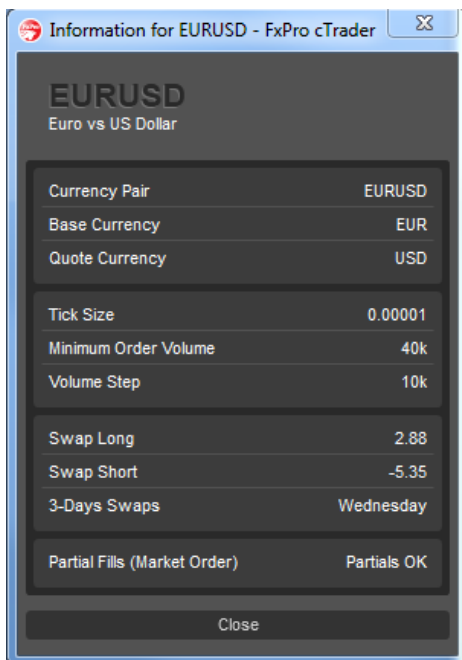 Information for EURUSD - FxPro cTrader
EURUSD
Euro vs US Dollar
Currency Pair EURUSD
Base Currency EUR
Quote Currency USD
Tick Size 0.00001
Minimum Order Volume 40k
Volume Step 10k
Swap Long 2.88
Swap Short -5.35
3-Days Swaps Wednesday
Partial Fills (Market Order) Partials OK
Close